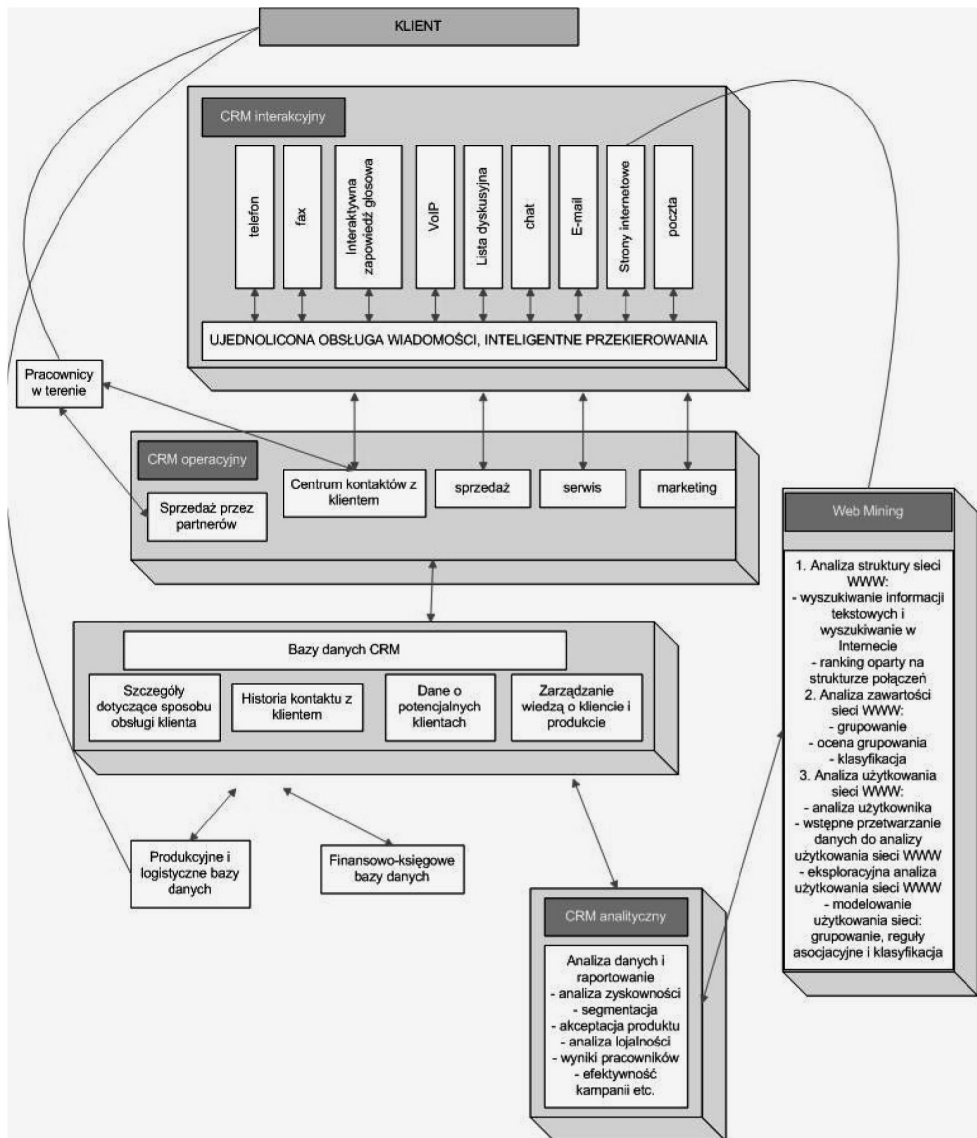 KLIENT
CRM interakcyjny
telefon
fax
Interaktywna
zapowiedź głosowa
VoIP
Lista dyskusyjna
chat
E-mail
Strony internetowe
poczta
UJEDNOLICONA OBSŁUGA WIADOMOŚCI, INTELIGENTNE PRZEKIEROWANIA
Pracownicy
w terenie
CRM operacyjny
Sprzedaż przez
partnerów
Centrum kontaktów z
klientem
sprzedaż
serwis
marketing
Bazy danych CRM
Szczegóły
dotyczące sposobu
obsługi klienta
Historia kontaktu z
klientem
Dane o
potencjalnych
klientach
Zarządzanie
wiedzą o kliencie i
produkcie
Produkcyjne i
logistyczne bazy
danych
Finansowo-księgowe
bazy danych
CRM analityczny
Analiza danych i
raportowanie
- analiza zyskowności
- segmentacja
- akceptacja produktu
- analiza lojalności
- wyniki pracowników
- efektywność
kampanii etc.
Web Mining
1. Analiza struktury sieci
WWW:
- wyszukiwanie informacji
tekstowych i
wyszukiwanie w
Internecie
- ranking oparty na
strukturze połączeń
2. Analiza zawartości
sieci WWW:
- grupowanie
- ocena grupowania
- klasyfikacja
3. Analiza użytkowania
sieci WWW:
- analiza użytkownika
- wstępne przetwarzanie
danych do analizy
użytkowania sieci WWW
- eksploracyjna analiza
użytkowania sieci WWW
- modelowanie
użytkowania sieci:
grupowanie, reguły
asocjacyjne i klasyfikacja